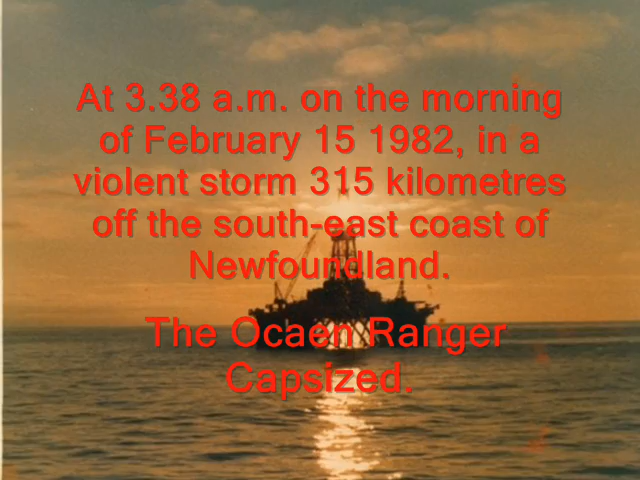 At 3.38 a.m. on the morning
of February 15 1982, in a
violent storm 315 kilometres
off the south-east coast of
Newfoundland.
The Ocaen Ranger
Capsized.